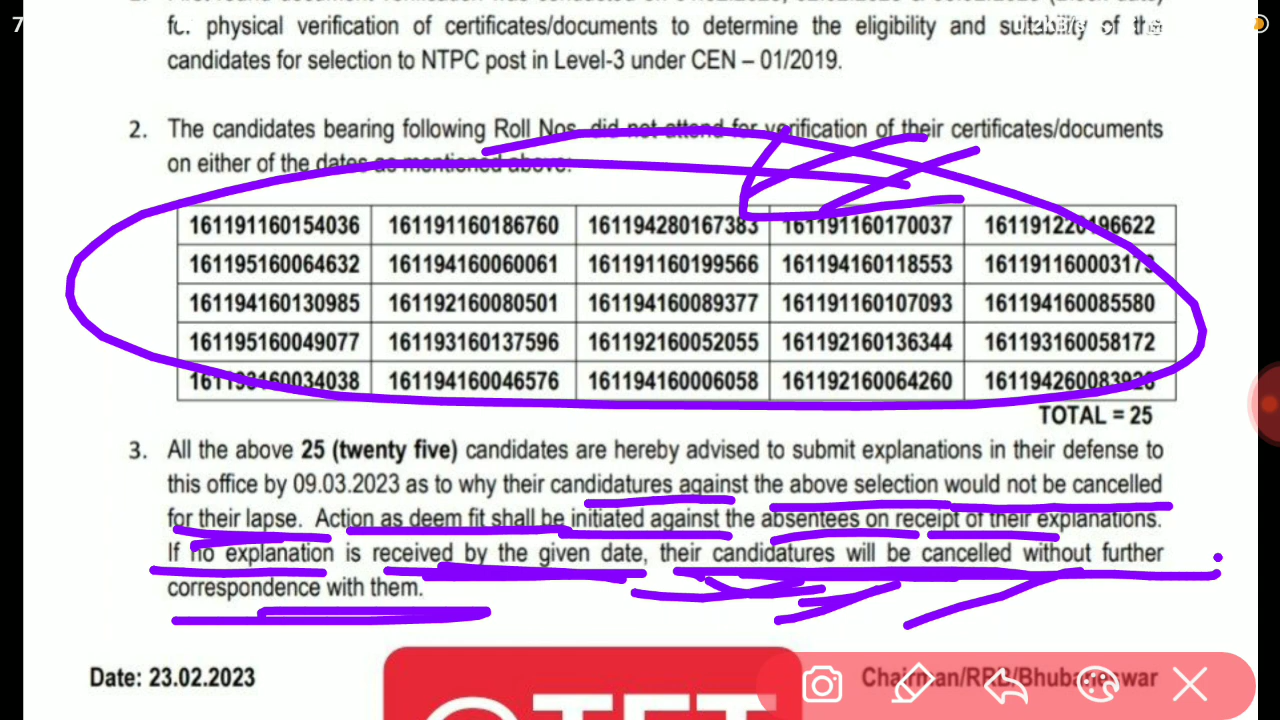 7
for physical verification of certificates/documents to determine the eligibility and suitability of the
candidates for selection to NTPC post in Level-3 under CEN – 01/2019.
2. The candidates bearing following Roll Nos. did not attend for verification of their certificates/documents
on either of the dates as mentioned above:
161191160154036 161191160186760 161194280167383 161191160170037 161191220196622
161195160064632 161194160060061 161191160199566 161194160118553 161191160003173
161194160130985 161192160080501 161194160089377 161191160107093 161194160085580
161195160049077 161193160137596 161192160052055 161192160136344 161193160058172
161194160046576 161194160006058 161192160064260
TOTAL = 25
3. All the above 25 (twenty five) candidates are hereby advised to submit explanations in their defense to
this office by 09.03.2023 as to why their candidatures against the above selection would not be cancelled
for their lapse. Action as deem fit shall be initiated against the absentees on receipt of their explanations.
If no explanation is received by the given date, their candidatures will be cancelled without further
correspondence with them.
Date: 23.02.2023 Chairman/RRB/Bhubaneswar